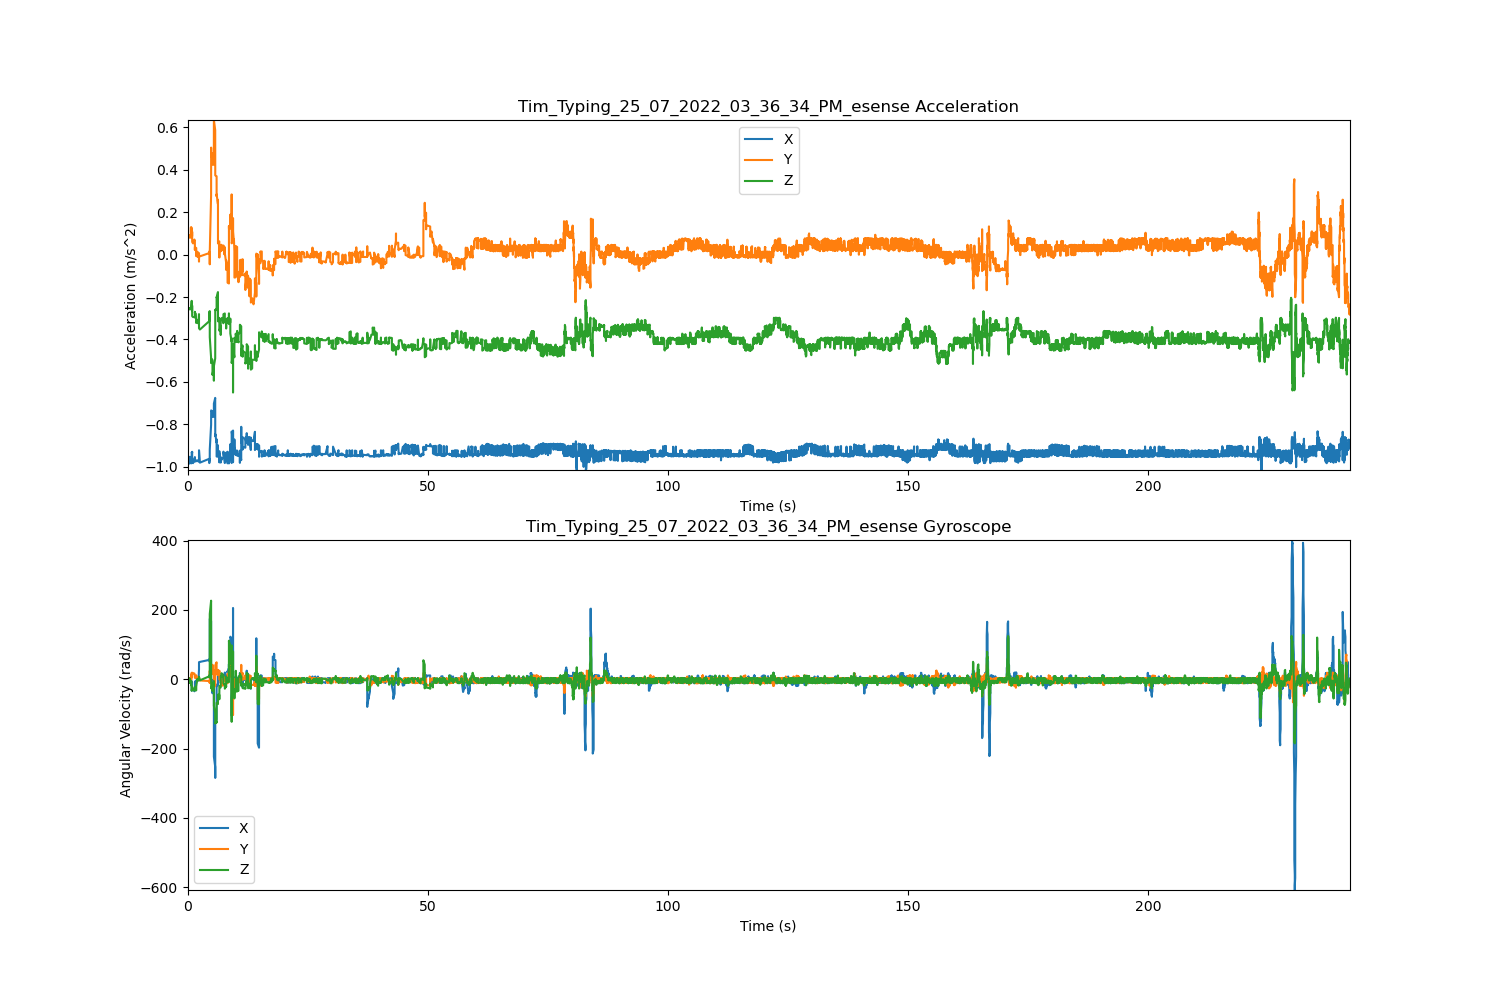 Tim_Typing_25_07_2022_03_36_34_PM_esense Acceleration
0.6
0.4
0.2
0.0
−0.2
−0.4
−0.6
−0.8
−1.0
Acceleration (m/s^2)
X
Y
Z
0 50 100 150 200
Time (s)
Tim_Typing_25_07_2022_03_36_34_PM_esense Gyroscope
400
200
0
−200
−400
−600
Angular Velocity (rad/s)
X
Y
Z
0 50 100 150 200
Time (s)